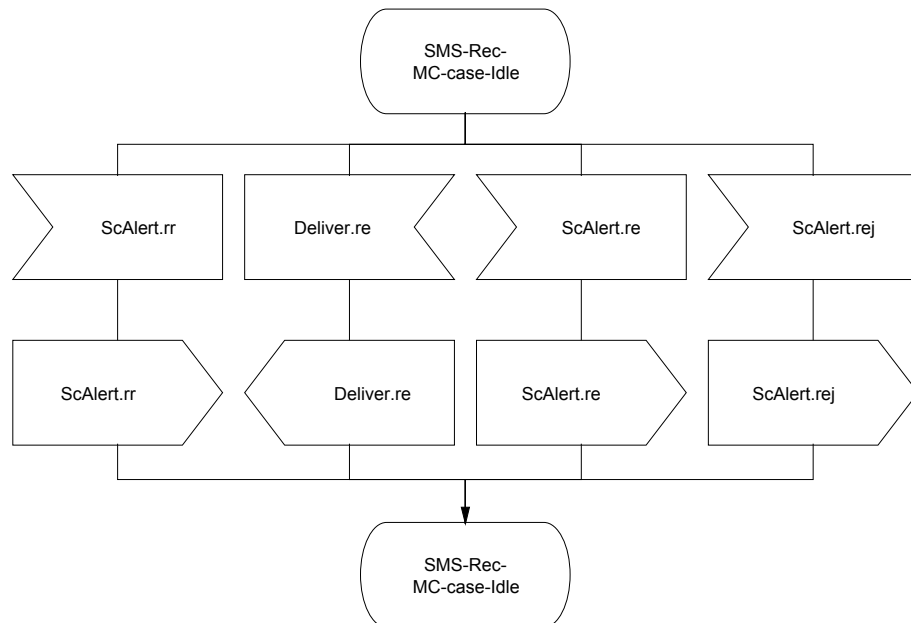 SMS-Rec-
MC-case-Idle
ScAlert.rr
Deliver.re
ScAlert.re
ScAlert.rej
ScAlert.rr
Deliver.re
ScAlert.re
ScAlert.rej
SMS-Rec-
MC-case-Idle